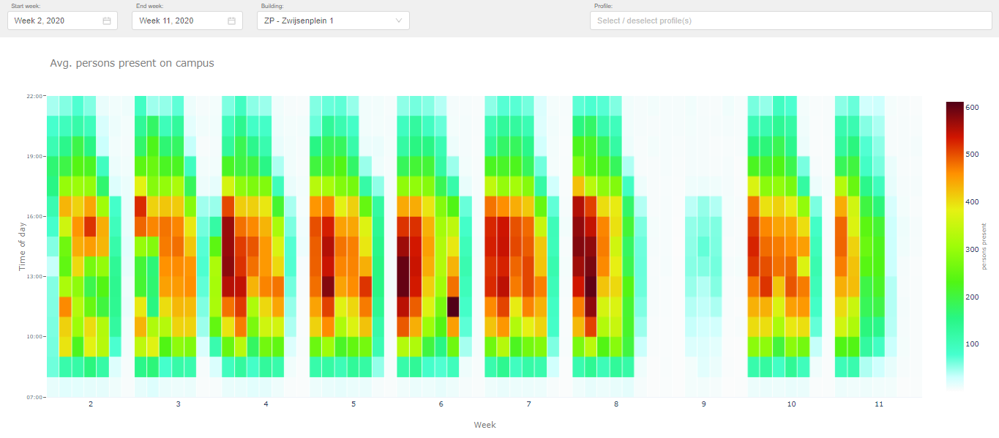 Start week: End week: Building: Profile:
Week 2, 2020 Week 11, 2020 ZP - Zwijsenplein 1 Select / deselect profile(s)
Avg. persons present on campus
22:00
19:00
16:00
13:00
10:00
07:00
Time of day
2 3 4 5 6 7 8 9 10 11
Week
600
500
400
300
200
100
persons present